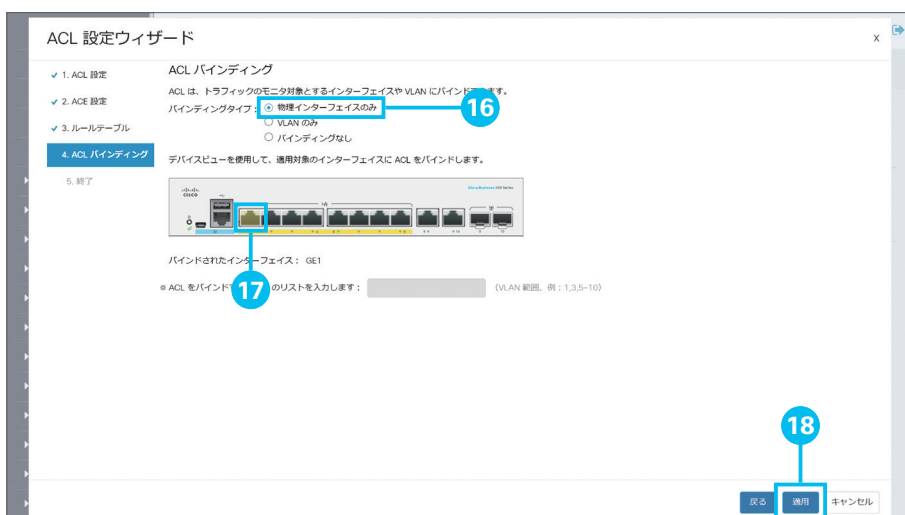 ACL 設定ウィザード
x
✓ 1. ACL 設定
✓ 2. ACE 設定
✓ 3. ルールテーブル
4. ACL バインディング
5. 終了
ACL バインディング
ACL は、トラフィックのモニタ対象とするインターフェイスや VLAN にバインド
ます。
バインディングタイプ:
物理インターフェイスのみ
16
VLAN のみ
バインディングなし
デバイスビューを使用して、適用対象のインターフェイスに ACL をバインドします。
CISCO
17
バインドされたインターフェイス: GE1
ACL をバインド
のリストを入力します:
(VLAN 範囲、例:1,3,5-10)
18
戻る
適用
キャンセル